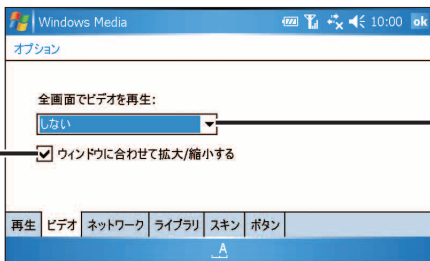 Windows Media 10:00 ok
オプション
全画面でビデオを再生:
しない
ウィンドウに合わせて拡大/縮小する
再生 ビデオ ネットワーク ライブラリ スキン ボタン
A